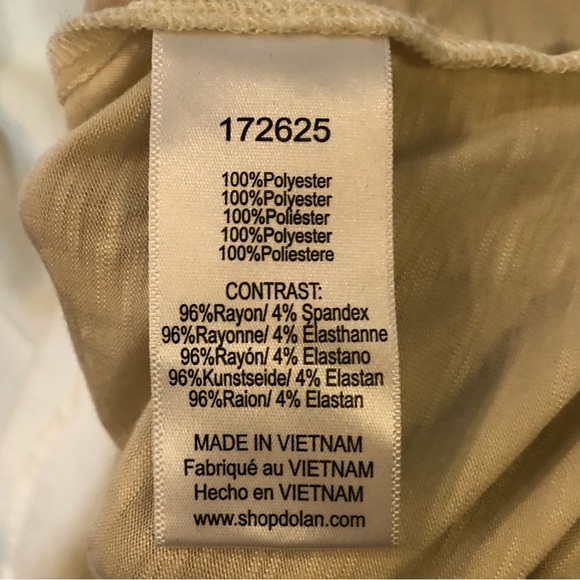 172625
100%Polyester
100%Polyester
100%Poliéster
100%Polyester
100%Poliestere
CONTRAST:
96%Rayon/ 4% Spandex
96%Rayonne/ 4% Élasthanne
96%Rayón/ 4% Elastano
96%Kunstseide/ 4% Elastan
96%Raion/ 4% Elastan
MADE IN VIETNAM
Fabriqué au VIETNAM
Hecho en VIETNAM
www.shopdolan.com